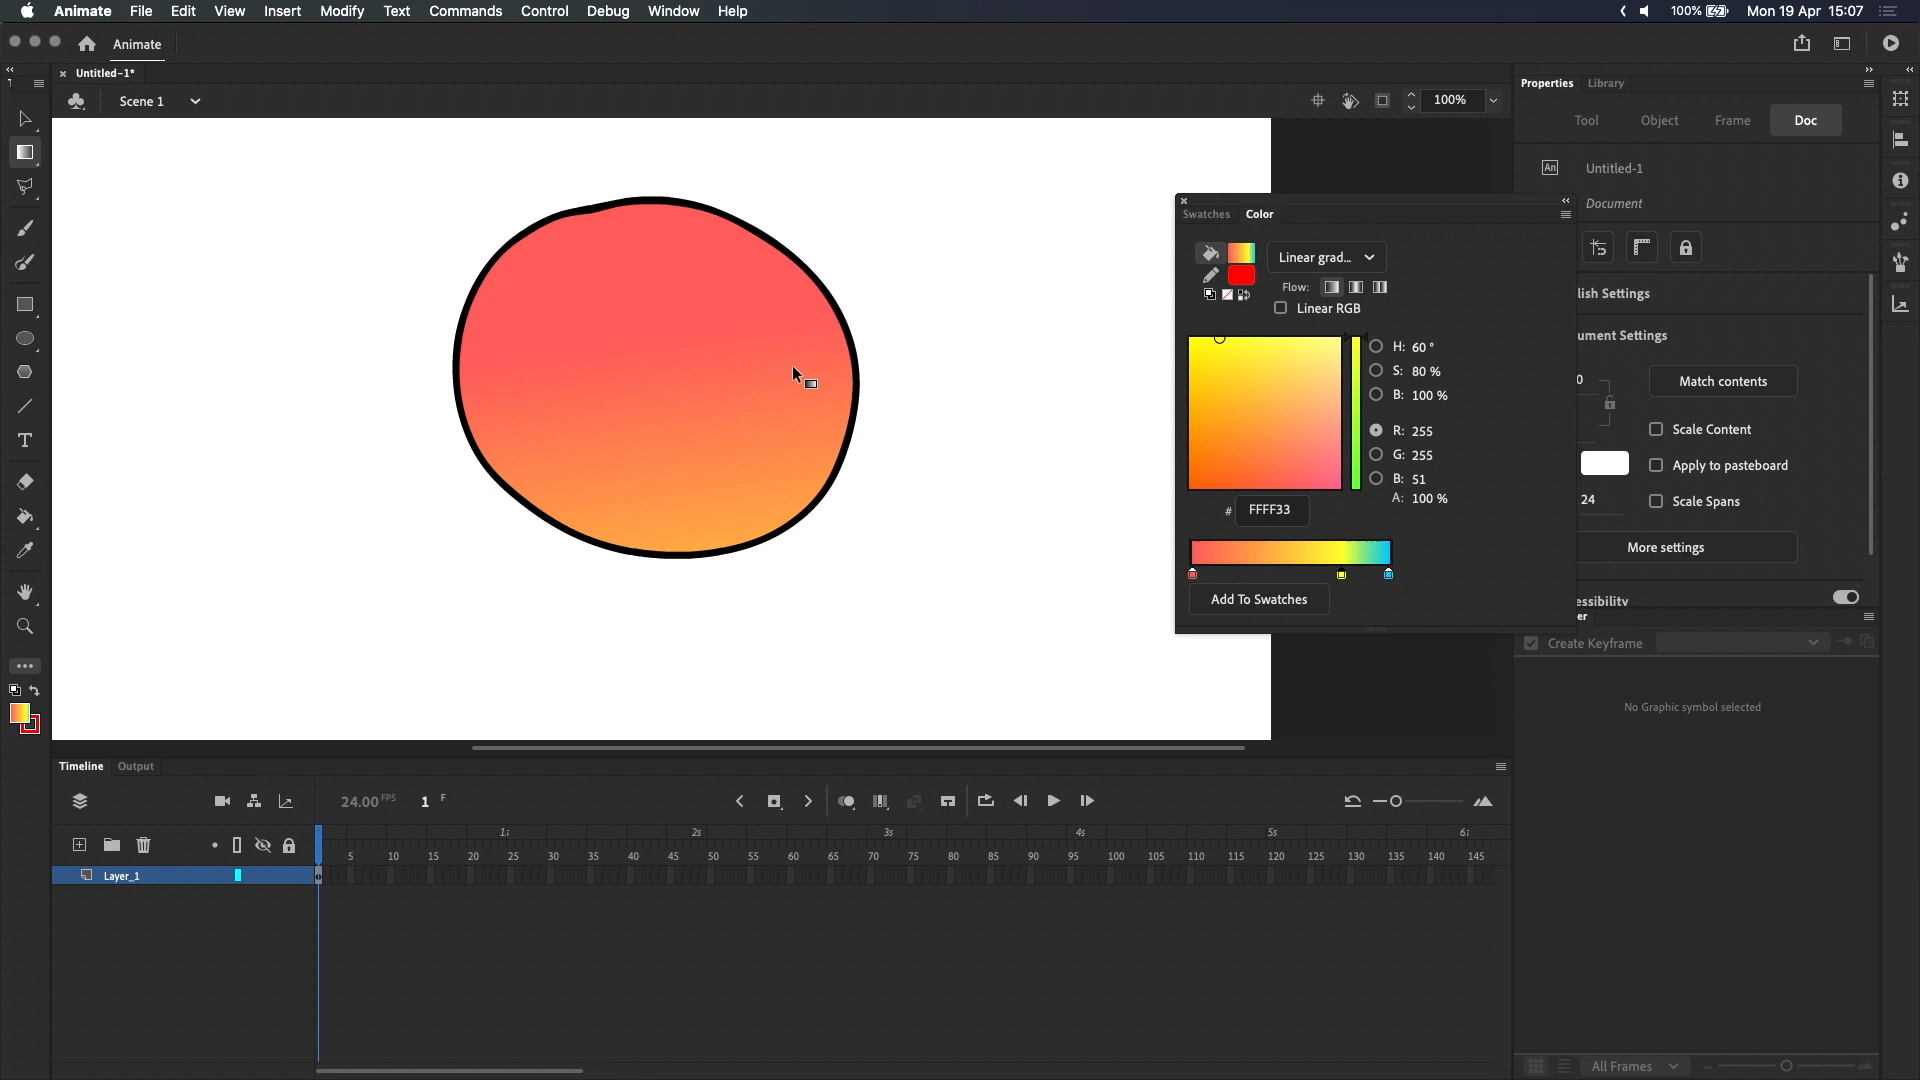 Animate File Edit View Insert Modify Text Commands Control Debug Window Help 100% Mon 19 Apr 15:07
Animate
Untitled-1*
Scene 1
100%
Properties Library
Tool Object Frame Doc
An Untitled-1
Document
Swatches Color
Linear grad...
Flow:
Linear RGB
H: 60 °
S: 80 %
B: 100 %
R: 255
G: 255
B: 51
A: 100 %
# FFFF33
Add To Swatches
lish Settings
ument Settings
0
Match contents
Scale Content
Apply to pasteboard
24
Scale Spans
More settings
essibility
er
Create Keyframe
No Graphic symbol selected
T
Timeline Output
24.00 FPS 1 F
2s 3s 4s 5s
5 10 15 20 25 30 35 40 45 50 55 60 65 70 75 80 85 90 95 100 105 110 115 120 125 130 135 140 145
Layer_1
All Frames